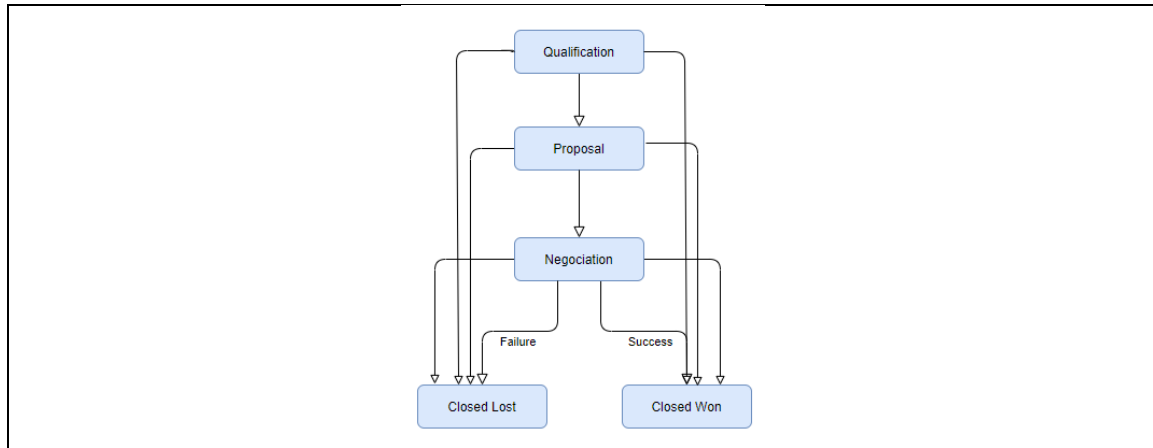 Qualification
Proposal
Negociation
Failure
Success
Closed Lost
Closed Won